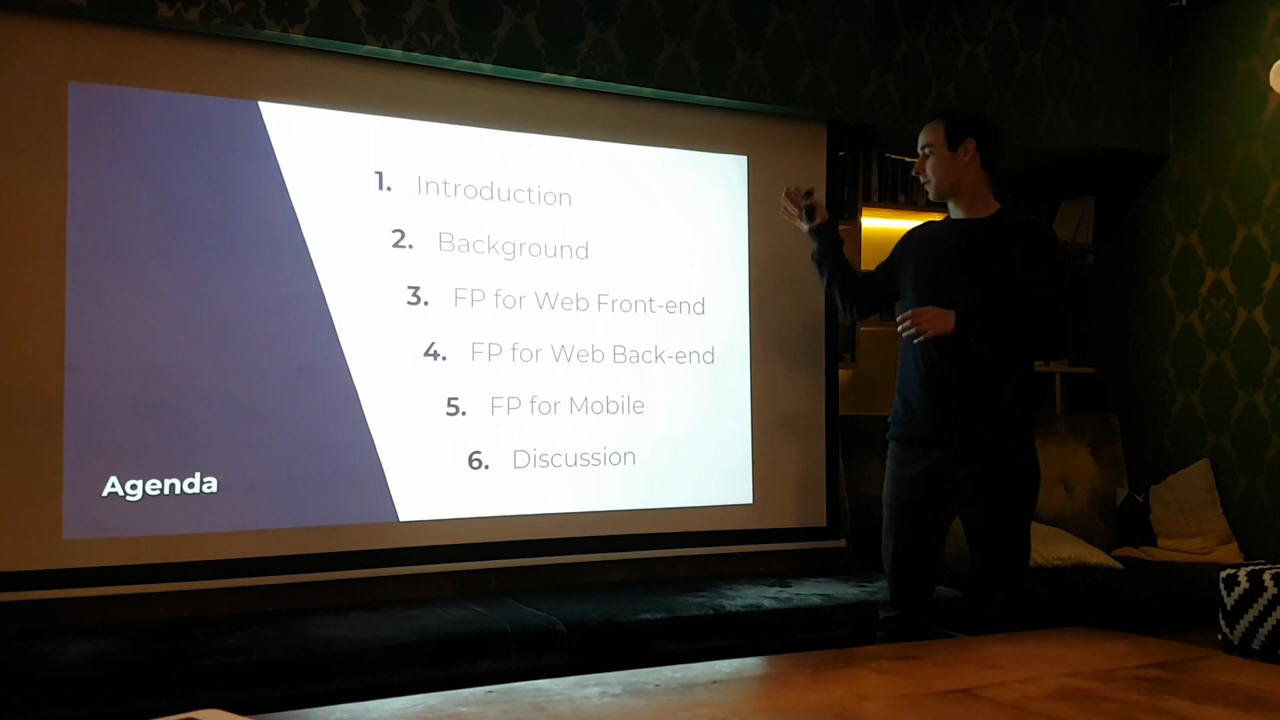 1. Introduction
2. Background
3. FP for Web Front-end
4. FP for Web Back-end
5. FP for Mobile
6. Discussion
Agenda